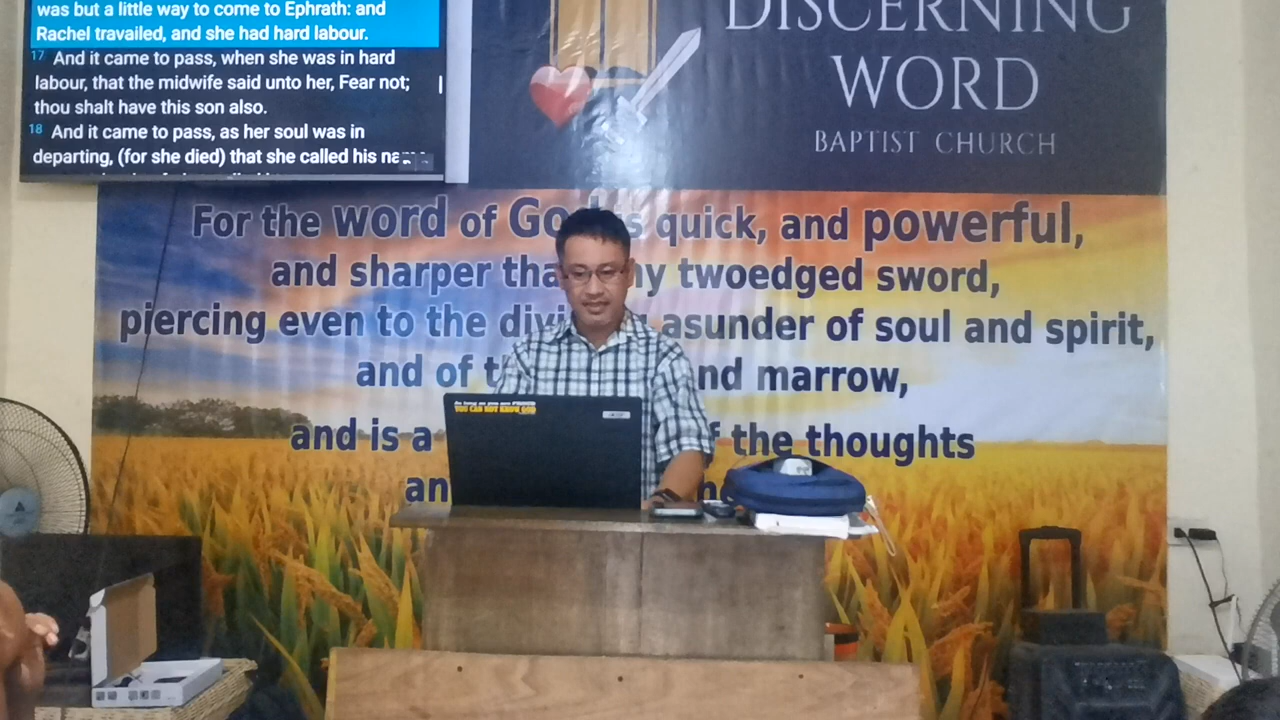 was but a little way to come to Ephrath: and
Rachel travailed, and she had hard labour.
17 And it came to pass, when she was in hard
labour, that the midwife said unto her, Fear not;
thou shalt have this son also.
18 And it came to pass, as her soul was in
departing, (for she died) that she called his
DISCERNING
WORD
BAPTIST CHURCH
For the word of is quick, and powerful,
and sharper twoedged sword,
piercing even to the asunder of soul and spirit,
and of marrow,
and is a of the thoughts
YOU CAN NOT KNOW GOD